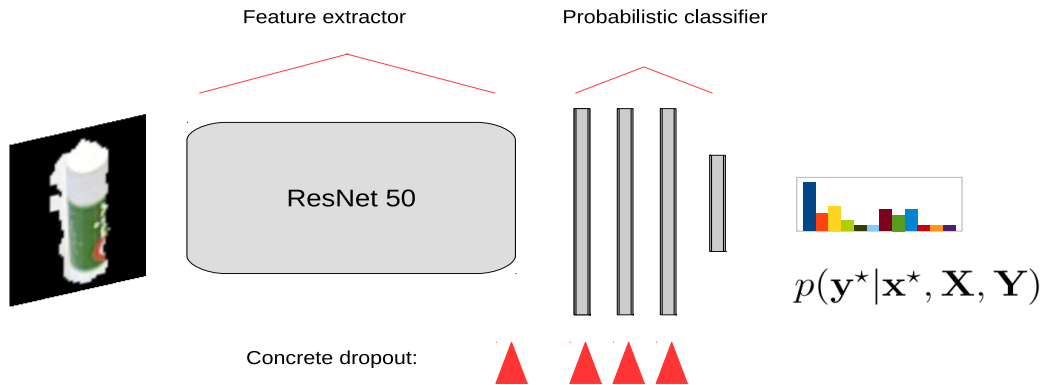 Feature extractor
Probabilistic classifier
ResNet 50
p(y⋆|x⋆, X, Y)
Concrete dropout: